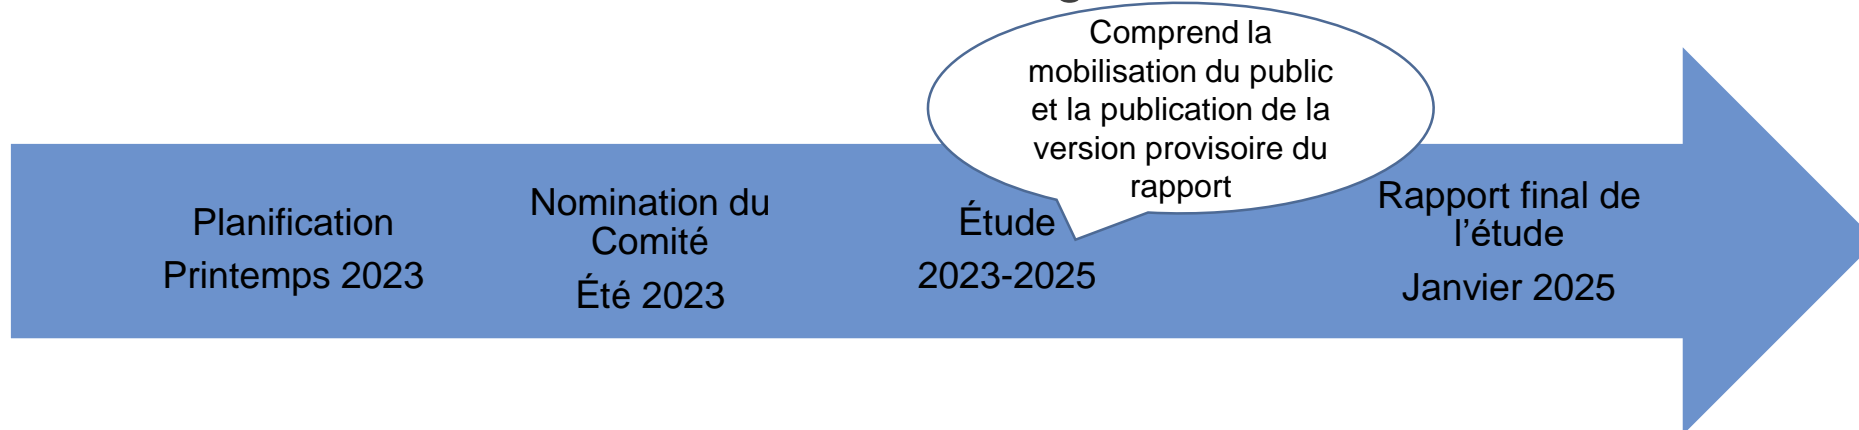 Comprend la
mobilisation du public
et la publication de la
version provisoire du
rapport
Planification
Printemps 2023
Nomination du
Comité
Été 2023
Étude
2023-2025
Rapport final de
l’étude
Janvier 2025